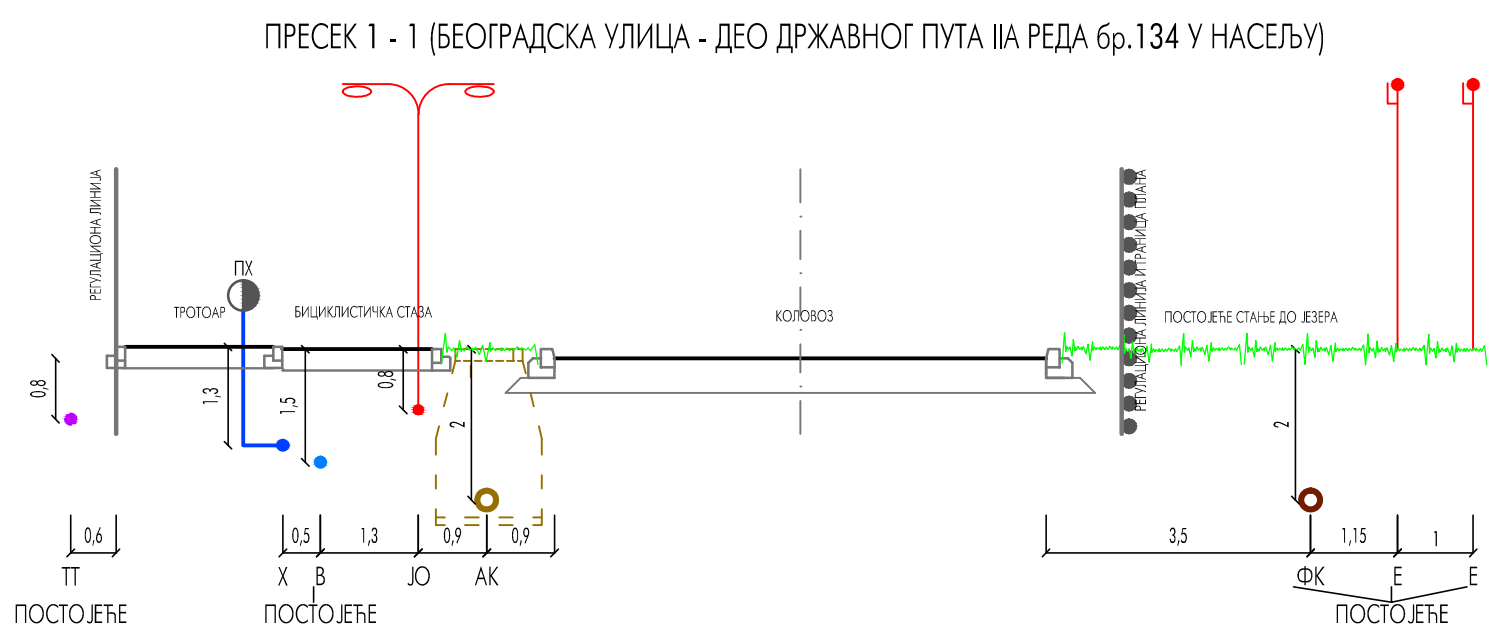 ПРЕСЕК 1 - 1 (БЕОГРАДСКА УЛИЦА - ДЕО ДРЖАВНОГ ПУТА IIА РЕДА бр.134 У НАСЕЉУ)
РЕГУЛАЦИОНА ЛИНИЈА
РЕГУЛАЦИОНА ЛИНИЈА И ГРАНИЦА ПЛАНА
ПХ
ТРОТОАР
БИЦИКЛИСТИЧКА СТАЗА
КОЛОВОЗ
ПОСТОЈЕЋЕ СТАЊЕ ДО ЈЕЗЕРА
0,8
1,3
1,5
0,8
2
2
0,6
0,5
1,3
0,9
0,9
3,5
1,15
1
ТТ
Х
В
ЈО
АК
ФК
Е
Е
ПОСТОЈЕЋЕ
ПОСТОЈЕЋЕ
ПОСТОЈЕЋЕ